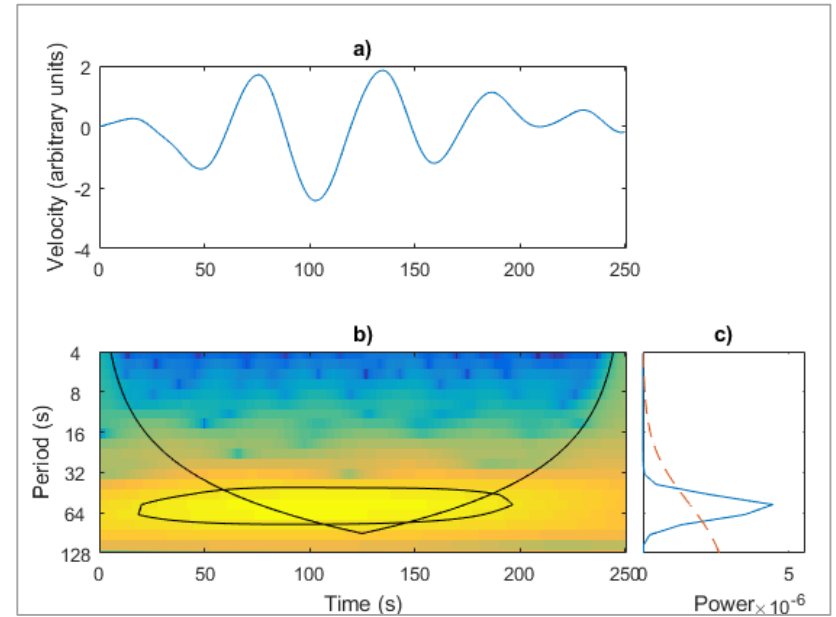 a)
Velocity (arbitrary units)
2
0
-2
-4
0 50 100 150 200 250
b)
c)
Period (s)
4
8
16
32
64
128
0 50 100 150 200 250
Time (s)
0 5
Power ×10^-6